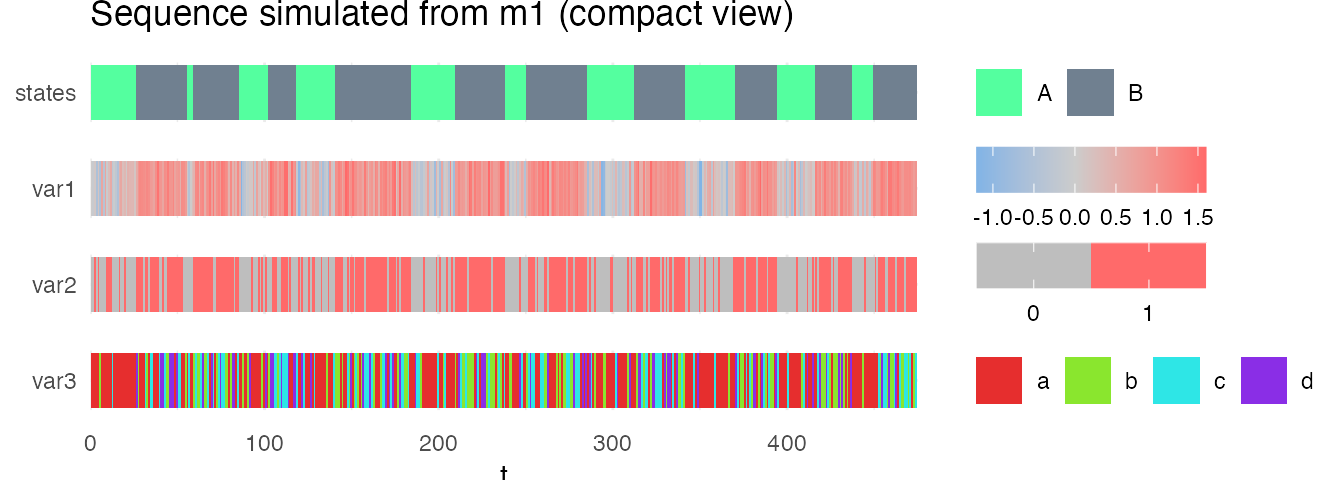 Sequence simulated from m1 (compact view)
states
A B
var1
-1.0 -0.5 0.0 0.5 1.0 1.5
var2
0 1
var3
a b c d
0 100 200 300 400
t